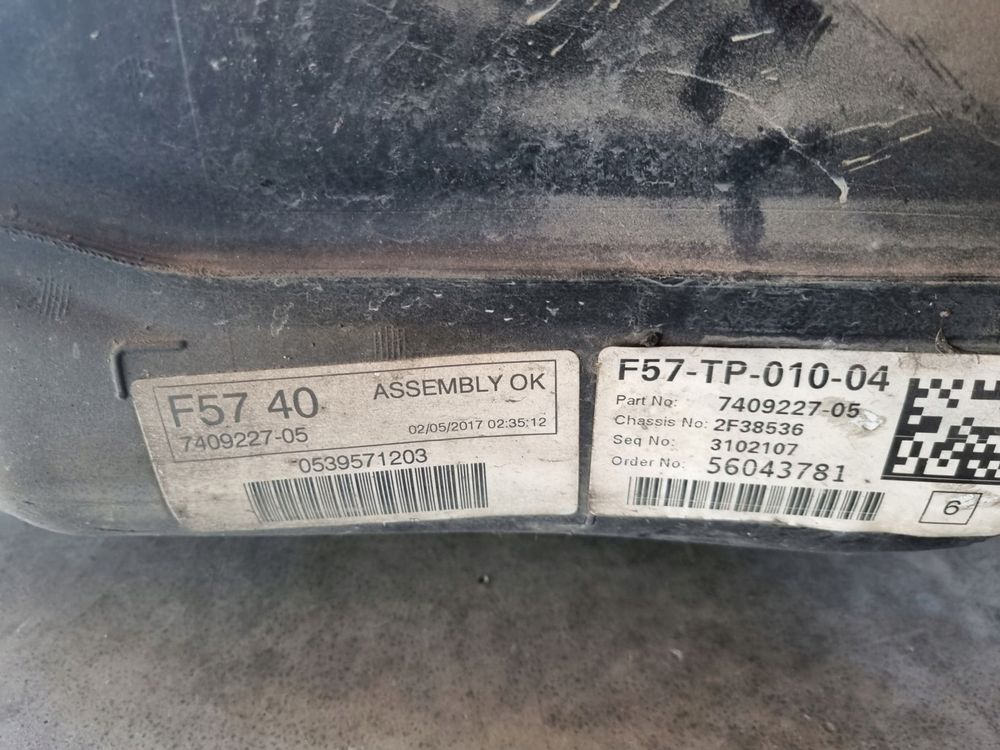 F57 40
ASSEMBLY OK
7409227-05
02/05/2017 02:35:12
0539571203
F57-TP-010-04
Part No: 7409227-05
Chassis No: 2F38536
Seq No: 3102107
Order No: 56043781
6